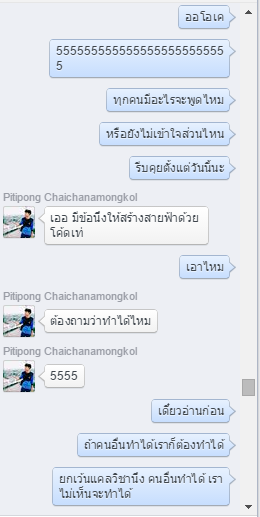 ออโอเค
5555555555555555555555555
5
ทุกคนมีอะไรจะพูดไหม
หรือยังไม่เข้าใจส่วนไหน
รีบคุยตั้งแต่วันนี้นะ
Pitipong Chaichanamongkol
เออ มีข้อนึงให้สร้างสายฟ้าด้วย
โค้ดเท่
เอาไหม
Pitipong Chaichanamongkol
ต้องถามว่าทำได้ไหม
Pitipong Chaichanamongkol
5555
เดี๋ยวอ่านก่อน
ถ้าคนอื่นทำได้เราก็ต้องทำได้
ยกเว้นแคลวิชานึง คนอื่นทำได้ เรา
ไม่เห็นจะทำได้